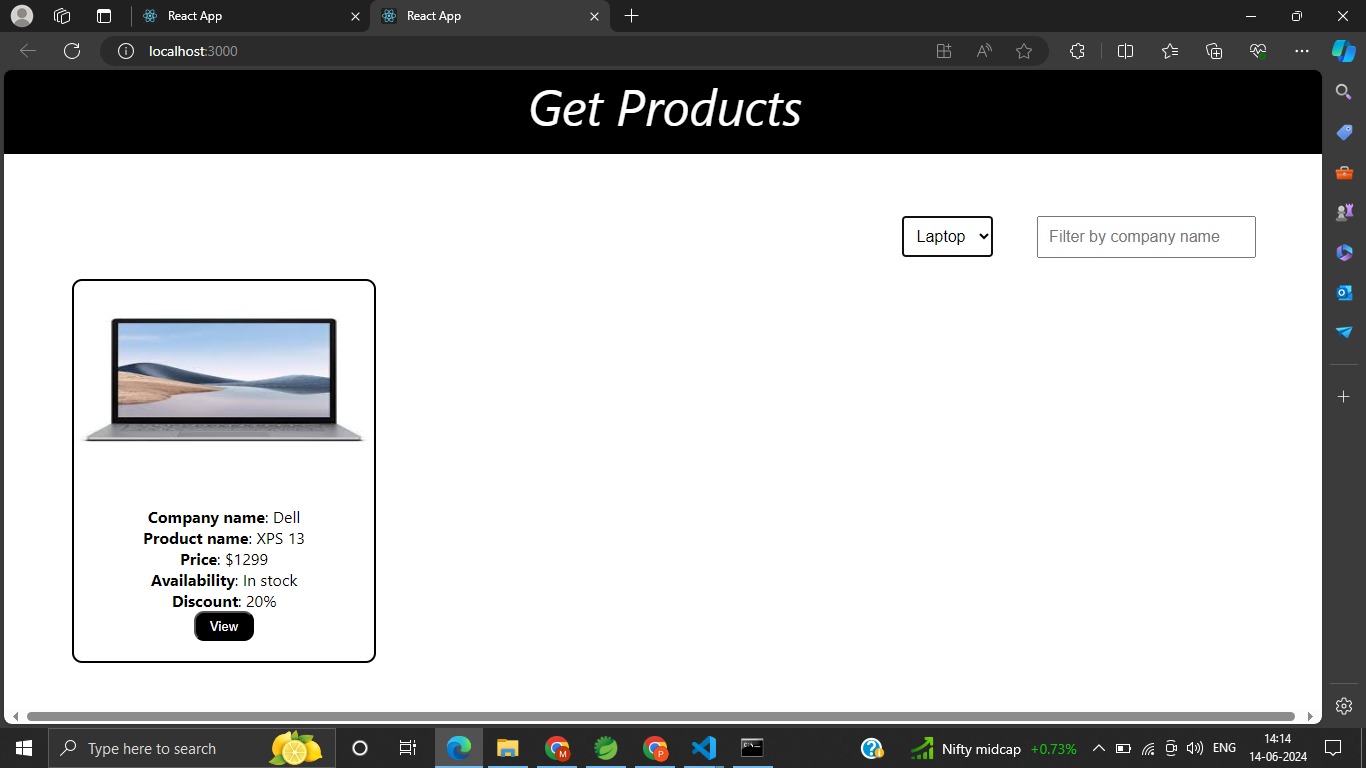 React App
React App
localhost:3000
Get Products
Laptop
Filter by company name
Company name: Dell
Product name: XPS 13
Price: $1299
Availability: In stock
Discount: 20%
View
Type here to search
M
P
Nifty midcap +0.73%
ENG
14:14
14-06-2024